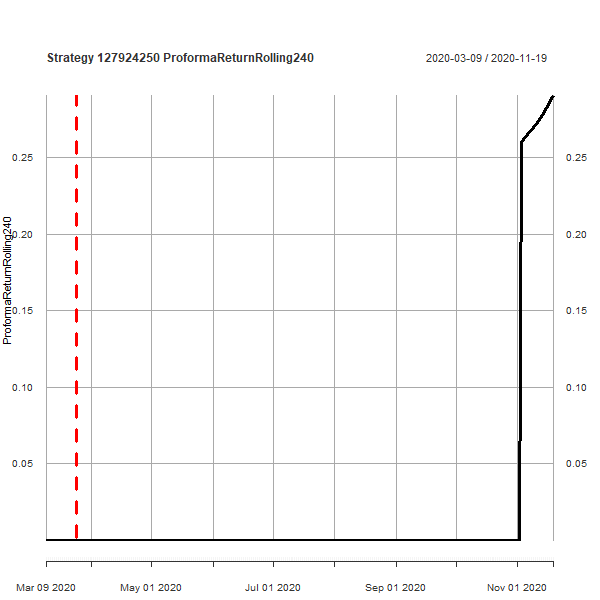 Strategy 127924250 ProformaReturnRolling240
2020-03-09 / 2020-11-19
ProformaReturnRolling240
0.25 0.25
0.20 0.20
0.15 0.15
0.10 0.10
0.05 0.05
Mar 09 2020 May 01 2020 Jul 01 2020 Sep 01 2020 Nov 01 2020